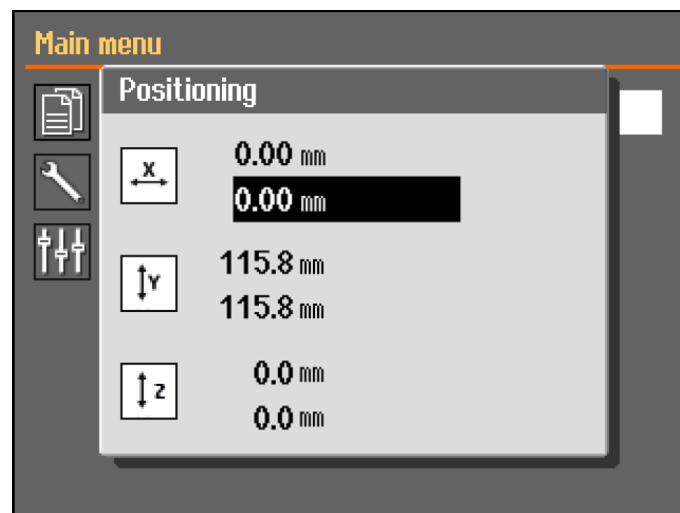 Main menu
Positioning
X
0.00 mm
0.00 mm
Y
115.8 mm
115.8 mm
Z
0.0 mm
0.0 mm